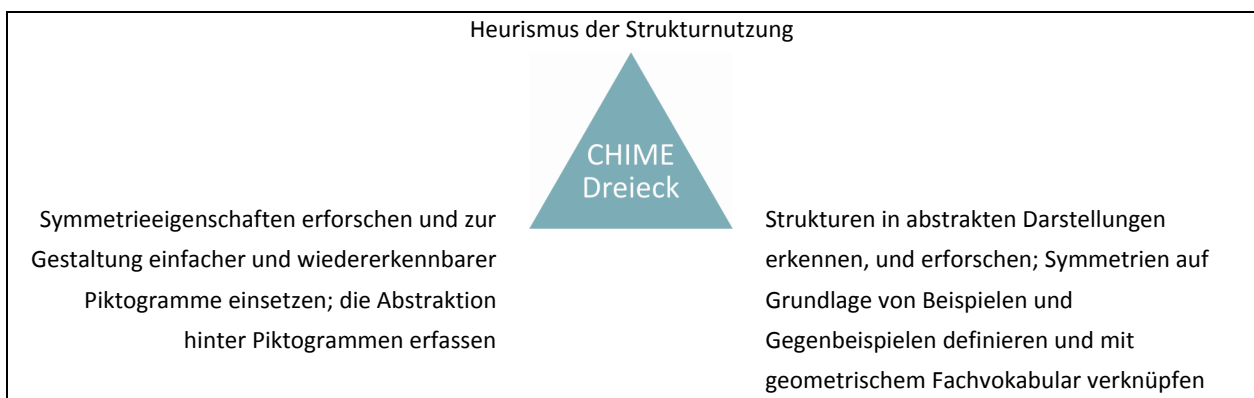 Heurismus der Strukturnutzung
CHIME
Dreieck
Symmetrieeigenschaften erforschen und zur
Gestaltung einfacher und wiedererkennbarer
Piktogramme einsetzen; die Abstraktion
hinter Piktogrammen erfassen
Strukturen in abstrakten Darstellungen
erkennen, und erforschen; Symmetrien auf
Grundlage von Beispielen und
Gegenbeispielen definieren und mit
geometrischem Fachvokabular verknüpfen